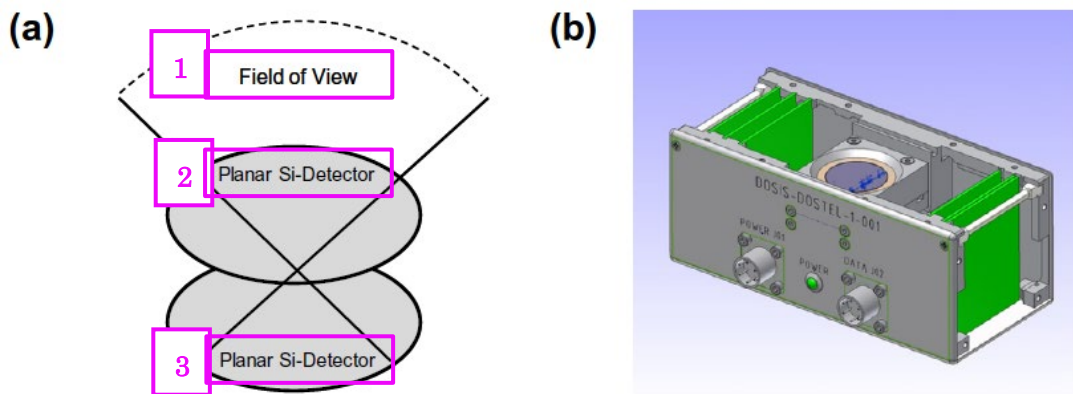 (a)
1 Field of View
2 Planar Si-Detector
3 Planar Si-Detector
(b)
DOSIS-DOSTEL-1-001
POWER J01
POWER
DATA J02